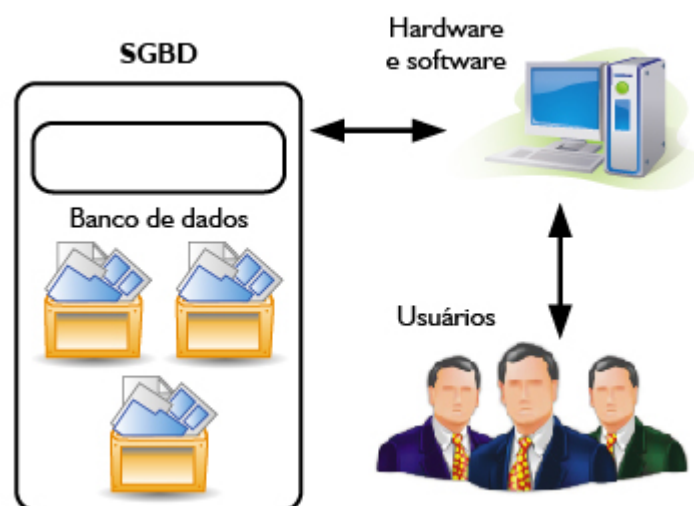 SGBD
Hardware
e software
Banco de dados
Usuários